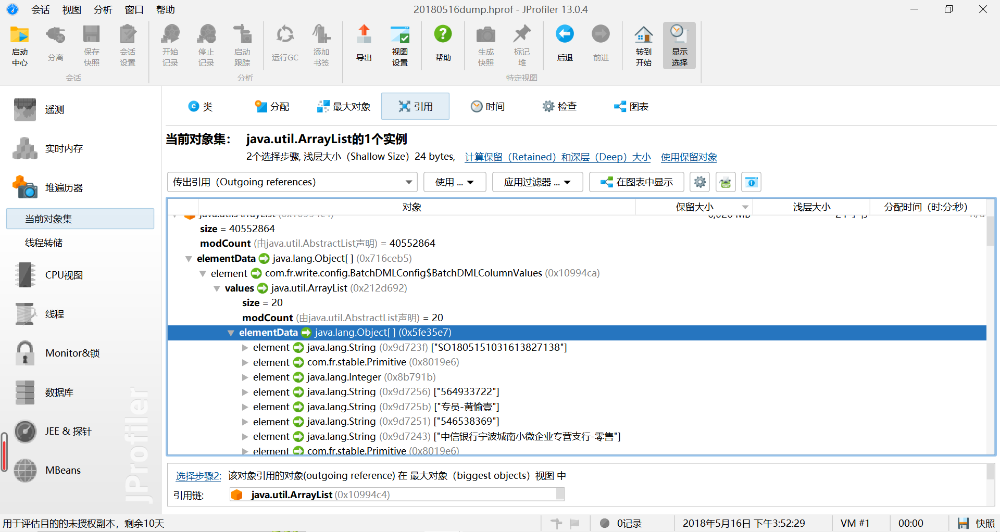 会话 视图 分析 窗口 帮助
20180516dump.hprof - JProfiler 13.0.4
启动中心
分离
保存快照
会话设置
开始记录
停止记录
启动跟踪
运行GC
添加书签
导出
视图设置
帮助
生成快照
标记堆
后退
前进
转到开始
显示选择
会话
分析
特定视图
遥测
实时内存
堆遍历器
当前对象集
线程转储
CPU视图
线程
Monitor&锁
数据库
JEE & 探针
MBeans
JProfiler
类 分配 最大对象 引用 时间 检查 图表
当前对象集： java.util.ArrayList的1个实例
2个选择步骤, 浅层大小（Shallow Size）24 bytes, 计算保留（Retained）和深层（Deep）大小 使用保留对象
传出引用（Outgoing references） 使用 ... 应用过滤器 ... 在图表中显示
对象 保留大小 浅层大小 分配时间（时:分:秒）
java.util.ArrayList (0x10994c4) n/a
size = 40552864
modCount (由java.util.AbstractList声明) = 40552864
elementData java.lang.Object[ ] (0x716ceb5)
element com.fr.write.config.BatchDMLConfig$BatchDMLColumnValues (0x10994ca)
values java.util.ArrayList (0x212d692)
size = 20
modCount (由java.util.AbstractList声明) = 20
elementData java.lang.Object[ ] (0x5fe35e7)
element java.lang.String (0x9d723f) ["SO1805151031613827138"]
element com.fr.stable.Primitive (0x8019e6)
element java.lang.Integer (0x8b791b)
element java.lang.String (0x9d7256) ["564933722"]
element java.lang.String (0x9d725b) ["专员-黄愉壹"]
element java.lang.String (0x9d7251) ["546538369"]
element java.lang.String (0x9d7243) ["中信银行宁波城南小微企业专营支行-零售"]
element com.fr.stable.Primitive (0x8019e6)
选择步骤2: 该对象引用的对象(outgoing reference) 在 最大对象（biggest objects）视图 中
引用链: java.util.ArrayList (0x10994c4)
用于评估目的的未授权副本，剩余10天
0记录
2018年5月16日 下午3:52:29
VM #1
00:00
快照